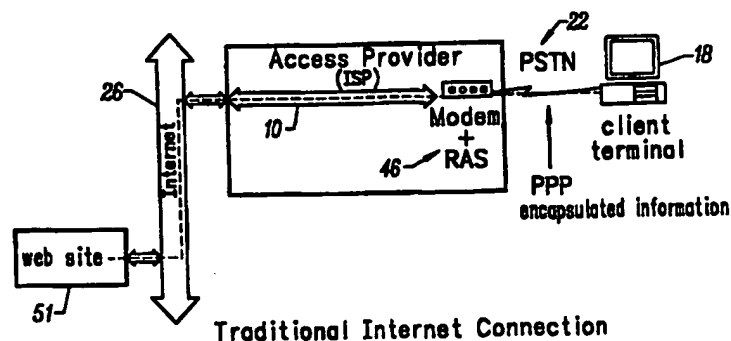 22
Access Provider
(ISP)
PSTN
18
26
10
Modem
+
RAS
46
client
terminal
Internet
PPP
encapsulated information
web site
51
Traditional Internet Connection